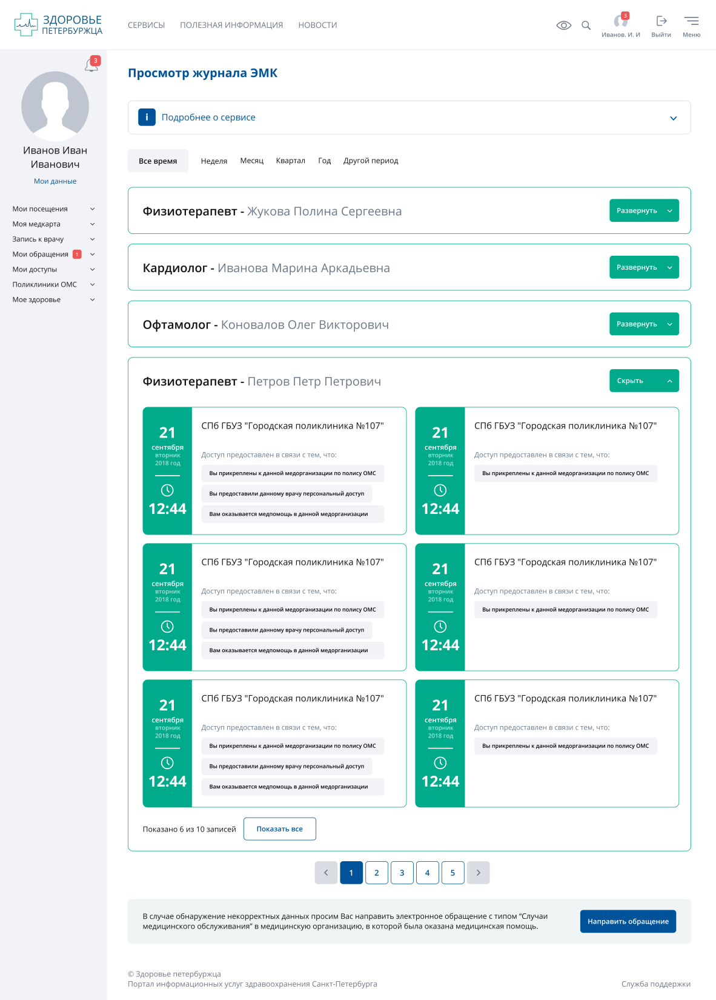 ЗДОРОВЬЕ
ПЕТЕРБУРЖЦА
СЕРВИСЫ
ПОЛЕЗНАЯ ИНФОРМАЦИЯ
НОВОСТИ
3
Иванов. И. И
Выйти
Меню
3
Иванов Иван
Иванович
Мои данные
Мои посещения
Моя медкарта
Запись к врачу
Мои обращения 1
Мои доступы
Поликлиники ОМС
Мое здоровье
Просмотр журнала ЭМК
i Подробнее о сервисе
Все время
Неделя
Месяц
Квартал
Год
Другой период
Физиотерапевт - Жукова Полина Сергеевна
Развернуть
Кардиолог - Иванова Марина Аркадьевна
Развернуть
Офтамолог - Коновалов Олег Викторович
Развернуть
Физиотерапевт - Петров Петр Петрович
Скрыть
21
сентября
вторник
2018 год
12:44
СПб ГБУЗ "Городская поликлиника №107"
Доступ предоставлен в связи с тем, что:
Вы прикреплены к данной медорганизации по полису ОМС
Вы предоставили данному врачу персональный доступ
Вам оказывается медпомощь в данной медорганизации
21
сентября
вторник
2018 год
12:44
СПб ГБУЗ "Городская поликлиника №107"
Доступ предоставлен в связи с тем, что:
Вы прикреплены к данной медорганизации по полису ОМС
21
сентября
вторник
2018 год
12:44
СПб ГБУЗ "Городская поликлиника №107"
Доступ предоставлен в связи с тем, что:
Вы прикреплены к данной медорганизации по полису ОМС
Вы предоставили данному врачу персональный доступ
Вам оказывается медпомощь в данной медорганизации
21
сентября
вторник
2018 год
12:44
СПб ГБУЗ "Городская поликлиника №107"
Доступ предоставлен в связи с тем, что:
Вы прикреплены к данной медорганизации по полису ОМС
21
сентября
вторник
2018 год
12:44
СПб ГБУЗ "Городская поликлиника №107"
Доступ предоставлен в связи с тем, что:
Вы прикреплены к данной медорганизации по полису ОМС
Вы предоставили данному врачу персональный доступ
Вам оказывается медпомощь в данной медорганизации
21
сентября
вторник
2018 год
12:44
СПб ГБУЗ "Городская поликлиника №107"
Доступ предоставлен в связи с тем, что:
Вы прикреплены к данной медорганизации по полису ОМС
Показано 6 из 10 записей
Показать все
1 2 3 4 5
В случае обнаружение некорректных данных просим Вас направить электронное обращение с типом “Случаи
медицинского обслуживания” в медицинскую организацию, в которой была оказана медицинская помощь.
Направить обращение
© Здоровье петербуржца
Портал информационных услуг здравоохранения Санкт-Петербурга
Служба поддержки